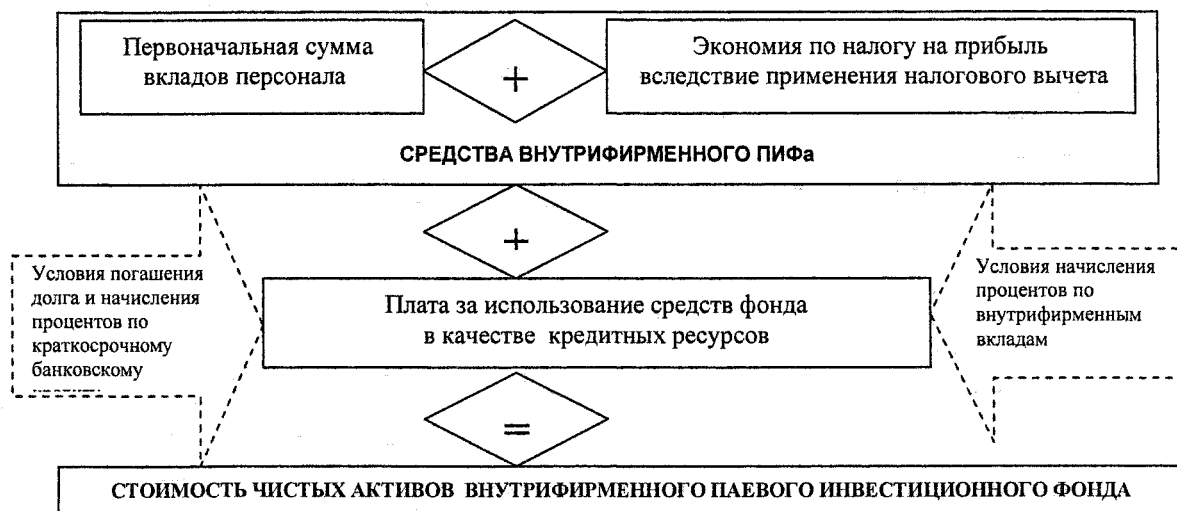 Первоначальная сумма
вкладов персонала
+
Экономия по налогу на прибыль
вследствие применения налогового вычета
СРЕДСТВА ВНУТРИФИРМЕННОГО ПИФа
+
Условия погашения
долга и начисления
процентов по
краткосрочному
банковскому
Плата за использование средств фонда
в качестве кредитных ресурсов
Условия начисления
процентов по
внутрифирменным
вкладам
=
СТОИМОСТЬ ЧИСТЫХ АКТИВОВ ВНУТРИФИРМЕННОГО ПАЕВОГО ИНВЕСТИЦИОННОГО ФОНДА